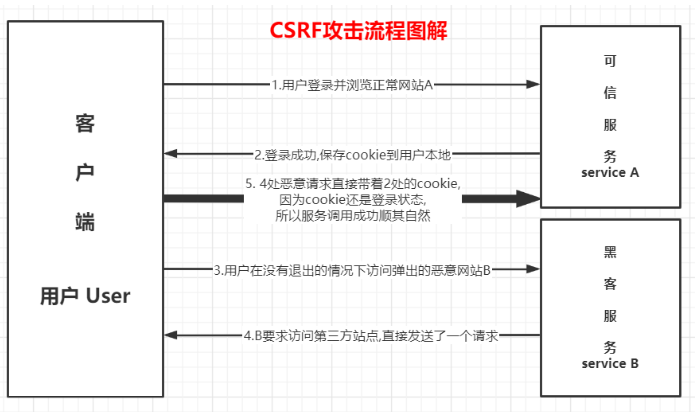 CSRF攻击流程图解
客
户
端
用户 User
1.用户登录并浏览正常网站A
2.登录成功,保存cookie到用户本地
5. 4处恶意请求直接带着2处的cookie,
因为cookie还是登录状态,
所以服务调用成功顺其自然
3.用户在没有退出的情况下访问弹出的恶意网站B
4.B要求访问第三方站点,直接发送了一个请求
可
信
服
务
service A
黑
客
服
务
service B